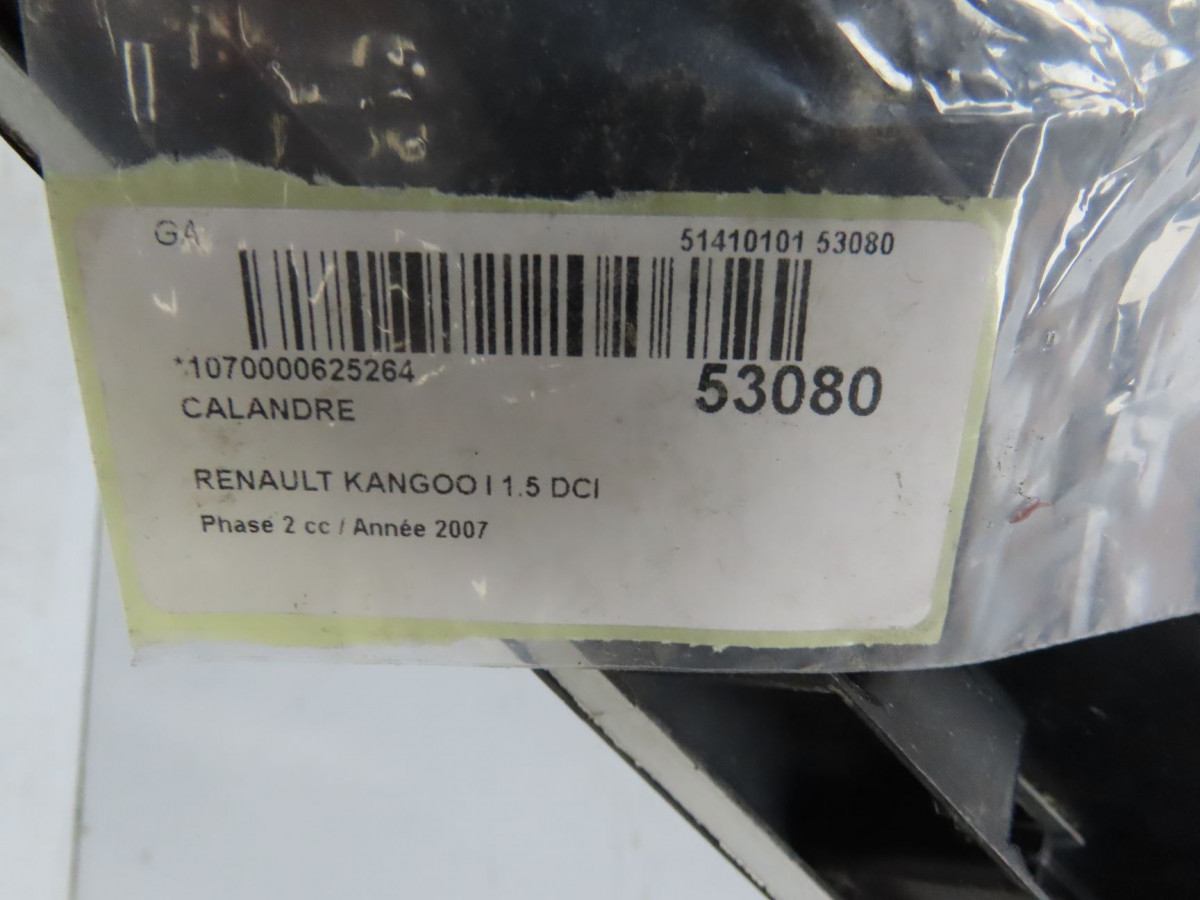 GA
51410101 53080
*1070000625264
53080
CALANDRE
RENAULT KANGOO I 1.5 DCI
Phase 2 cc / Année 2007